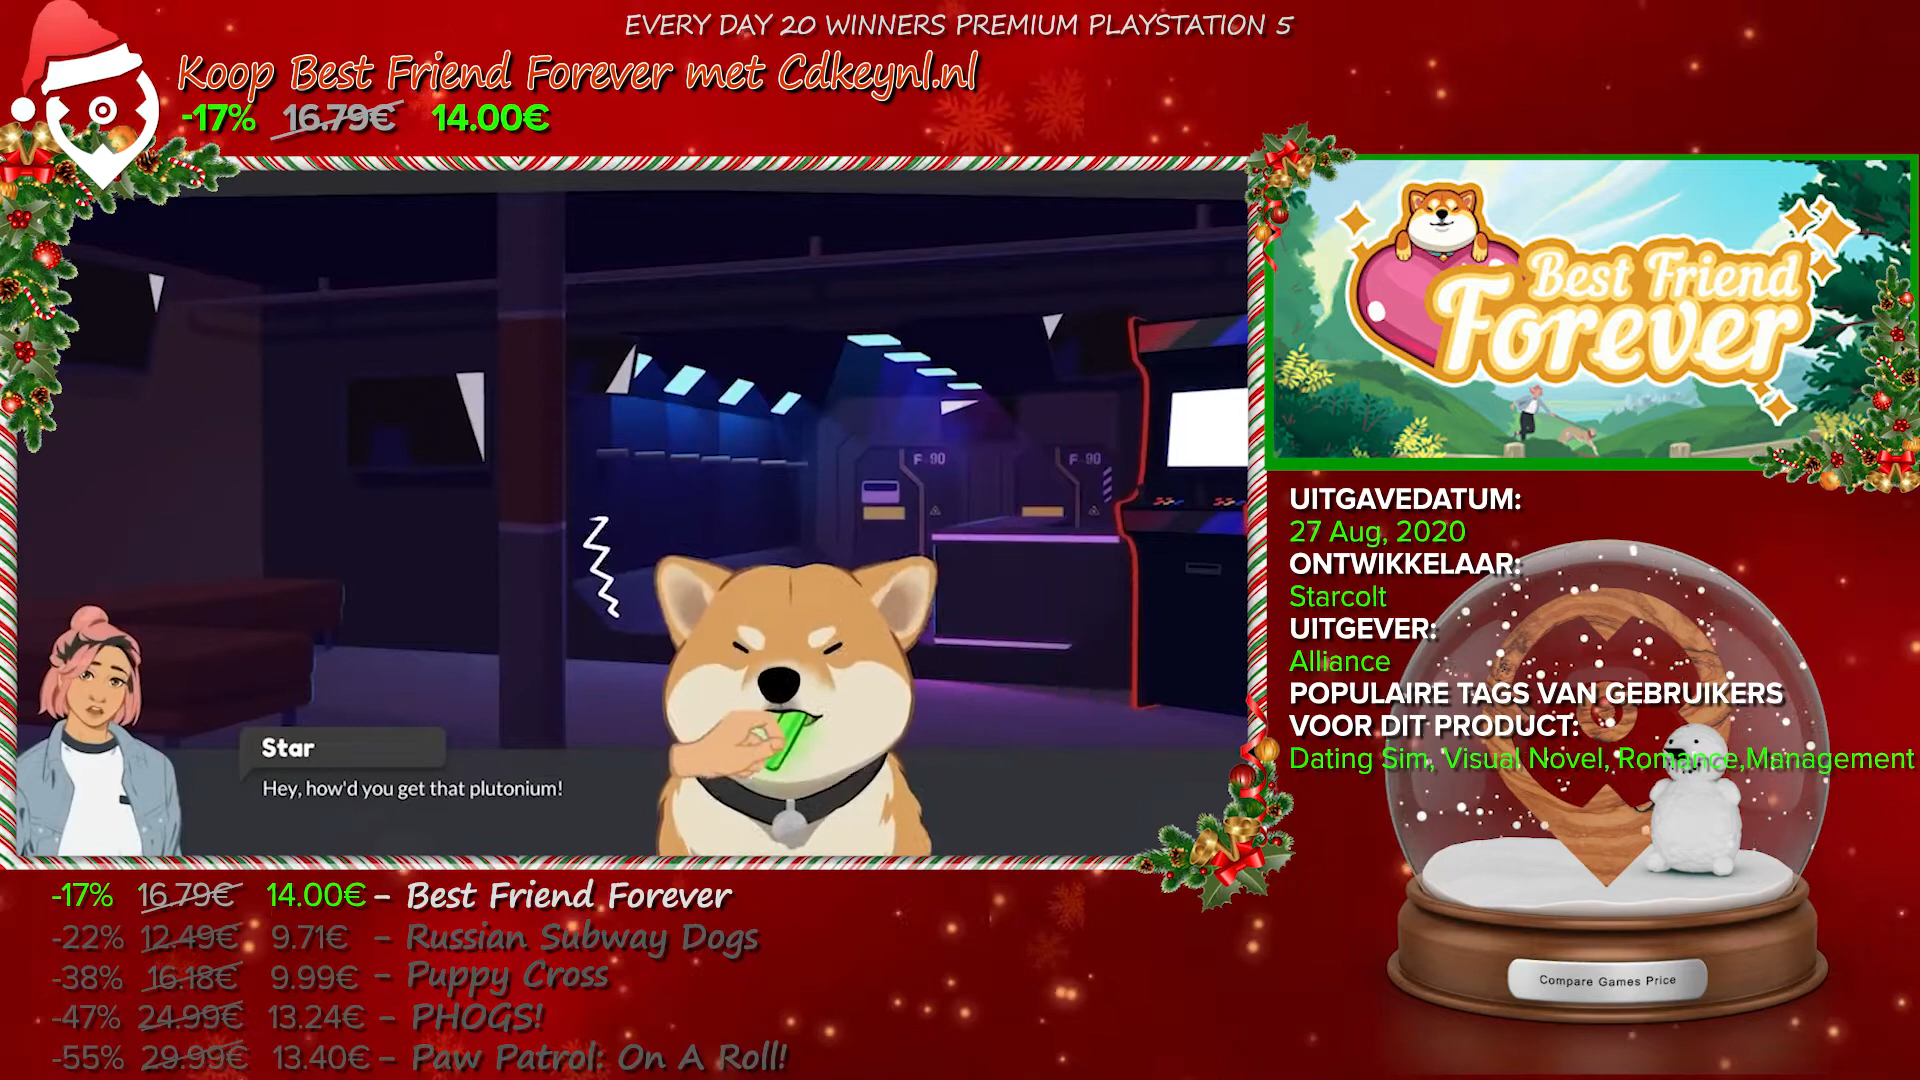 EVERY DAY 20 WINNERS PREMIUM PLAYSTATION 5
Koop Best Friend Forever met Cdkeynl.nl
-17% 16.79€ 14.00€
Best Friend
Forever
F-90
F-90
Star
Hey, how'd you get that plutonium!
UITGAVEDATUM:
27 Aug, 2020
ONTWIKKELAAR:
Starcolt
UITGEVER:
Alliance
POPULAIRE TAGS VAN GEBRUIKERS
VOOR DIT PRODUCT:
Dating Sim, Visual Novel, Romance,Management
Compare Games Price
-17% 16.79€ 14.00€ – Best Friend Forever
-22% 12.49€ 9.71€ – Russian Subway Dogs
-38% 16.18€ 9.99€ – Puppy Cross
-47% 24.99€ 13.24€ – PHOGS!
-55% 29.99€ 13.40€ – Paw Patrol: On A Roll!